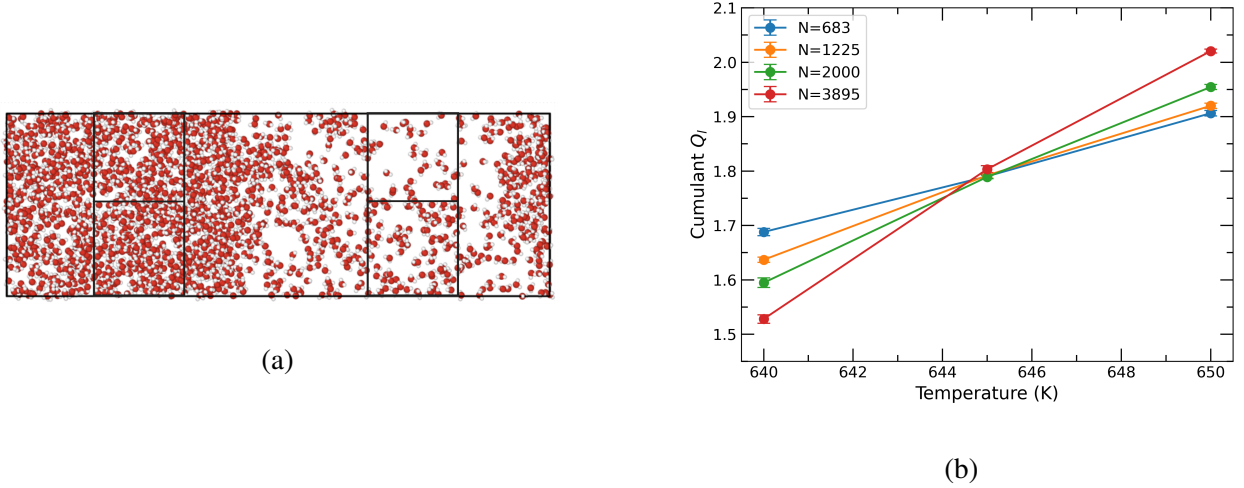 2.1
2.0
1.9
1.8
1.7
1.6
1.5
Cumulant Q_l
N=683
N=1225
N=2000
N=3895
640 642 644 646 648 650
Temperature (K)
(a)
(b)